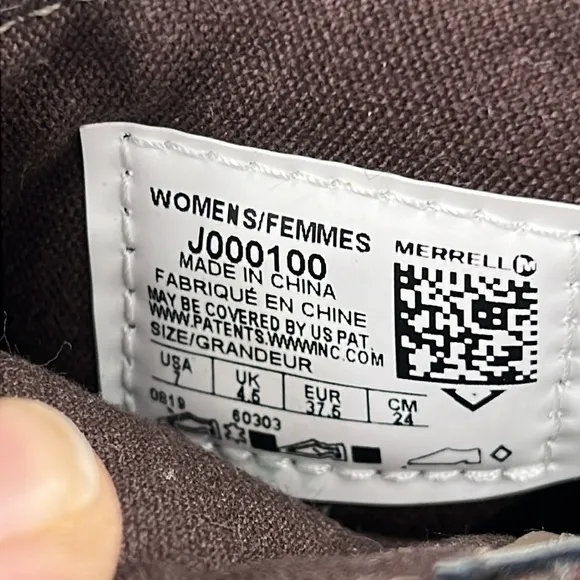 WOMENS/FEMMES
J000100
MADE IN CHINA
FABRIQUÉ EN CHINE
MAY BE COVERED BY US PAT.
WWW.PATENTS.WWWINC.COM
SIZE/GRANDEUR
USA UK EUR CM
7 4.5 37.5 24
0819 60303
MERRELL M